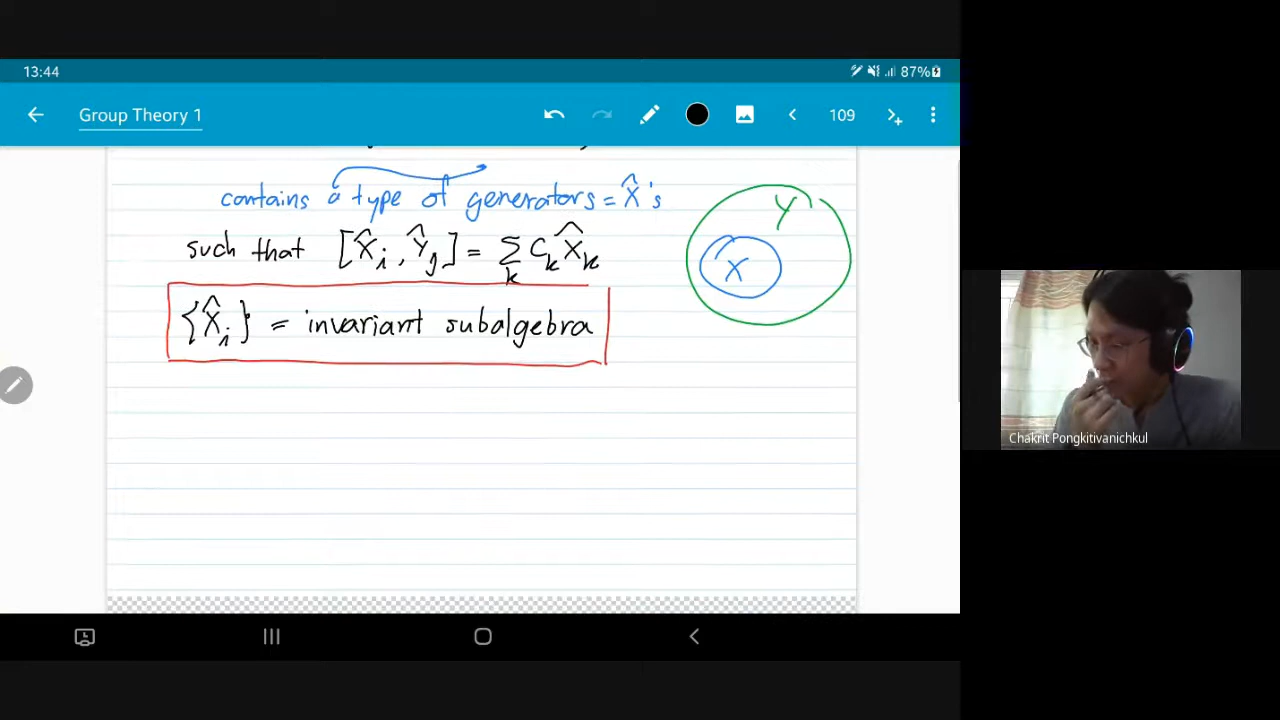 13:44
87%
Group Theory 1
109
contains a type of generators = X̂'s
such that [X̂ᵢ, Ŷⱼ] = Σₖ Cₖ X̂ₖ
Y
X
{X̂ᵢ} = invariant subalgebra
Chakrit Pongkitivanichkul